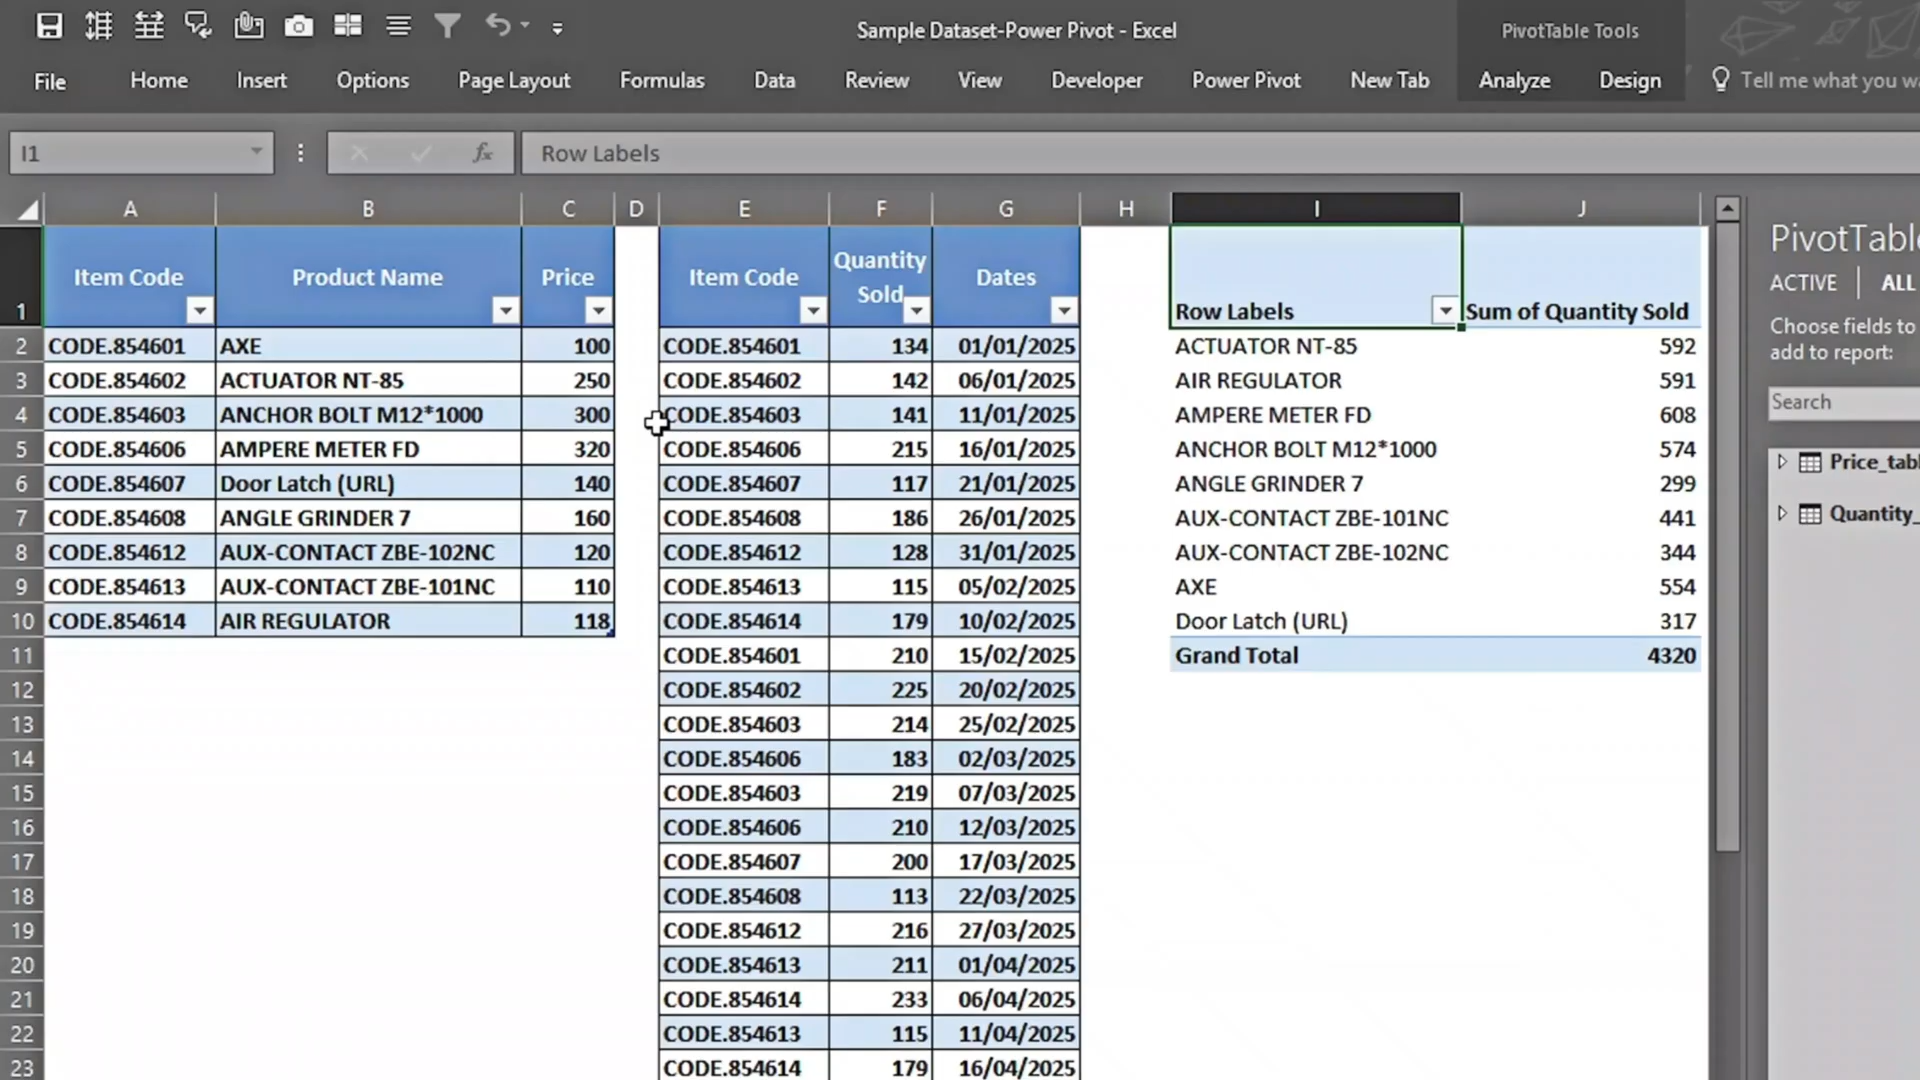 Sample Dataset-Power Pivot - Excel
PivotTable Tools
File Home Insert Options Page Layout Formulas Data Review View Developer Power Pivot New Tab Analyze Design Tell me what you
I1 fx Row Labels
A B C D E F G H I J
1 Item Code Product Name Price Item Code Quantity Sold Dates Row Labels Sum of Quantity Sold
2 CODE.854601 AXE 100 CODE.854601 134 01/01/2025 ACTUATOR NT-85 592
3 CODE.854602 ACTUATOR NT-85 250 CODE.854602 142 06/01/2025 AIR REGULATOR 591
4 CODE.854603 ANCHOR BOLT M12*1000 300 CODE.854603 141 11/01/2025 AMPERE METER FD 608
5 CODE.854606 AMPERE METER FD 320 CODE.854606 215 16/01/2025 ANCHOR BOLT M12*1000 574
6 CODE.854607 Door Latch (URL) 140 CODE.854607 117 21/01/2025 ANGLE GRINDER 7 299
7 CODE.854608 ANGLE GRINDER 7 160 CODE.854608 186 26/01/2025 AUX-CONTACT ZBE-101NC 441
8 CODE.854612 AUX-CONTACT ZBE-102NC 120 CODE.854612 128 31/01/2025 AUX-CONTACT ZBE-102NC 344
9 CODE.854613 AUX-CONTACT ZBE-101NC 110 CODE.854613 115 05/02/2025 AXE 554
10 CODE.854614 AIR REGULATOR 118 CODE.854614 179 10/02/2025 Door Latch (URL) 317
11 CODE.854601 210 15/02/2025 Grand Total 4320
12 CODE.854602 225 20/02/2025
13 CODE.854603 214 25/02/2025
14 CODE.854606 183 02/03/2025
15 CODE.854603 219 07/03/2025
16 CODE.854606 210 12/03/2025
17 CODE.854607 200 17/03/2025
18 CODE.854608 113 22/03/2025
19 CODE.854612 216 27/03/2025
20 CODE.854613 211 01/04/2025
21 CODE.854614 233 06/04/2025
22 CODE.854613 115 11/04/2025
23 CODE.854614 179 16/04/2025
PivotTabl
ACTIVE ALL
Choose fields to
add to report:
Search
Price_tabl
Quantity_